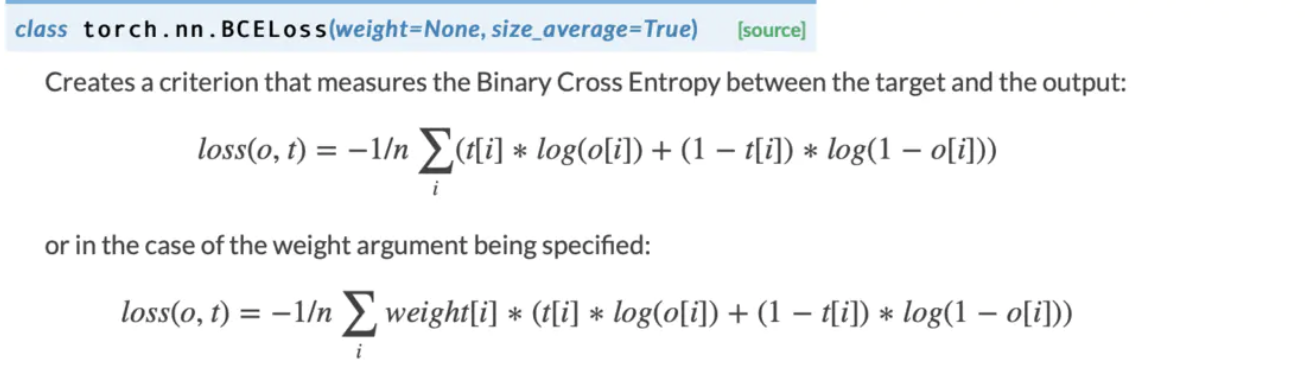 class torch.nn.BCELoss(weight=None, size_average=True) [source]
Creates a criterion that measures the Binary Cross Entropy between the target and the output:
loss(o, t) = −1/n ∑ᵢ (t[i] ∗ log(o[i]) + (1 − t[i]) ∗ log(1 − o[i]))
or in the case of the weight argument being specified:
loss(o, t) = −1/n ∑ᵢ weight[i] ∗ (t[i] ∗ log(o[i]) + (1 − t[i]) ∗ log(1 − o[i]))